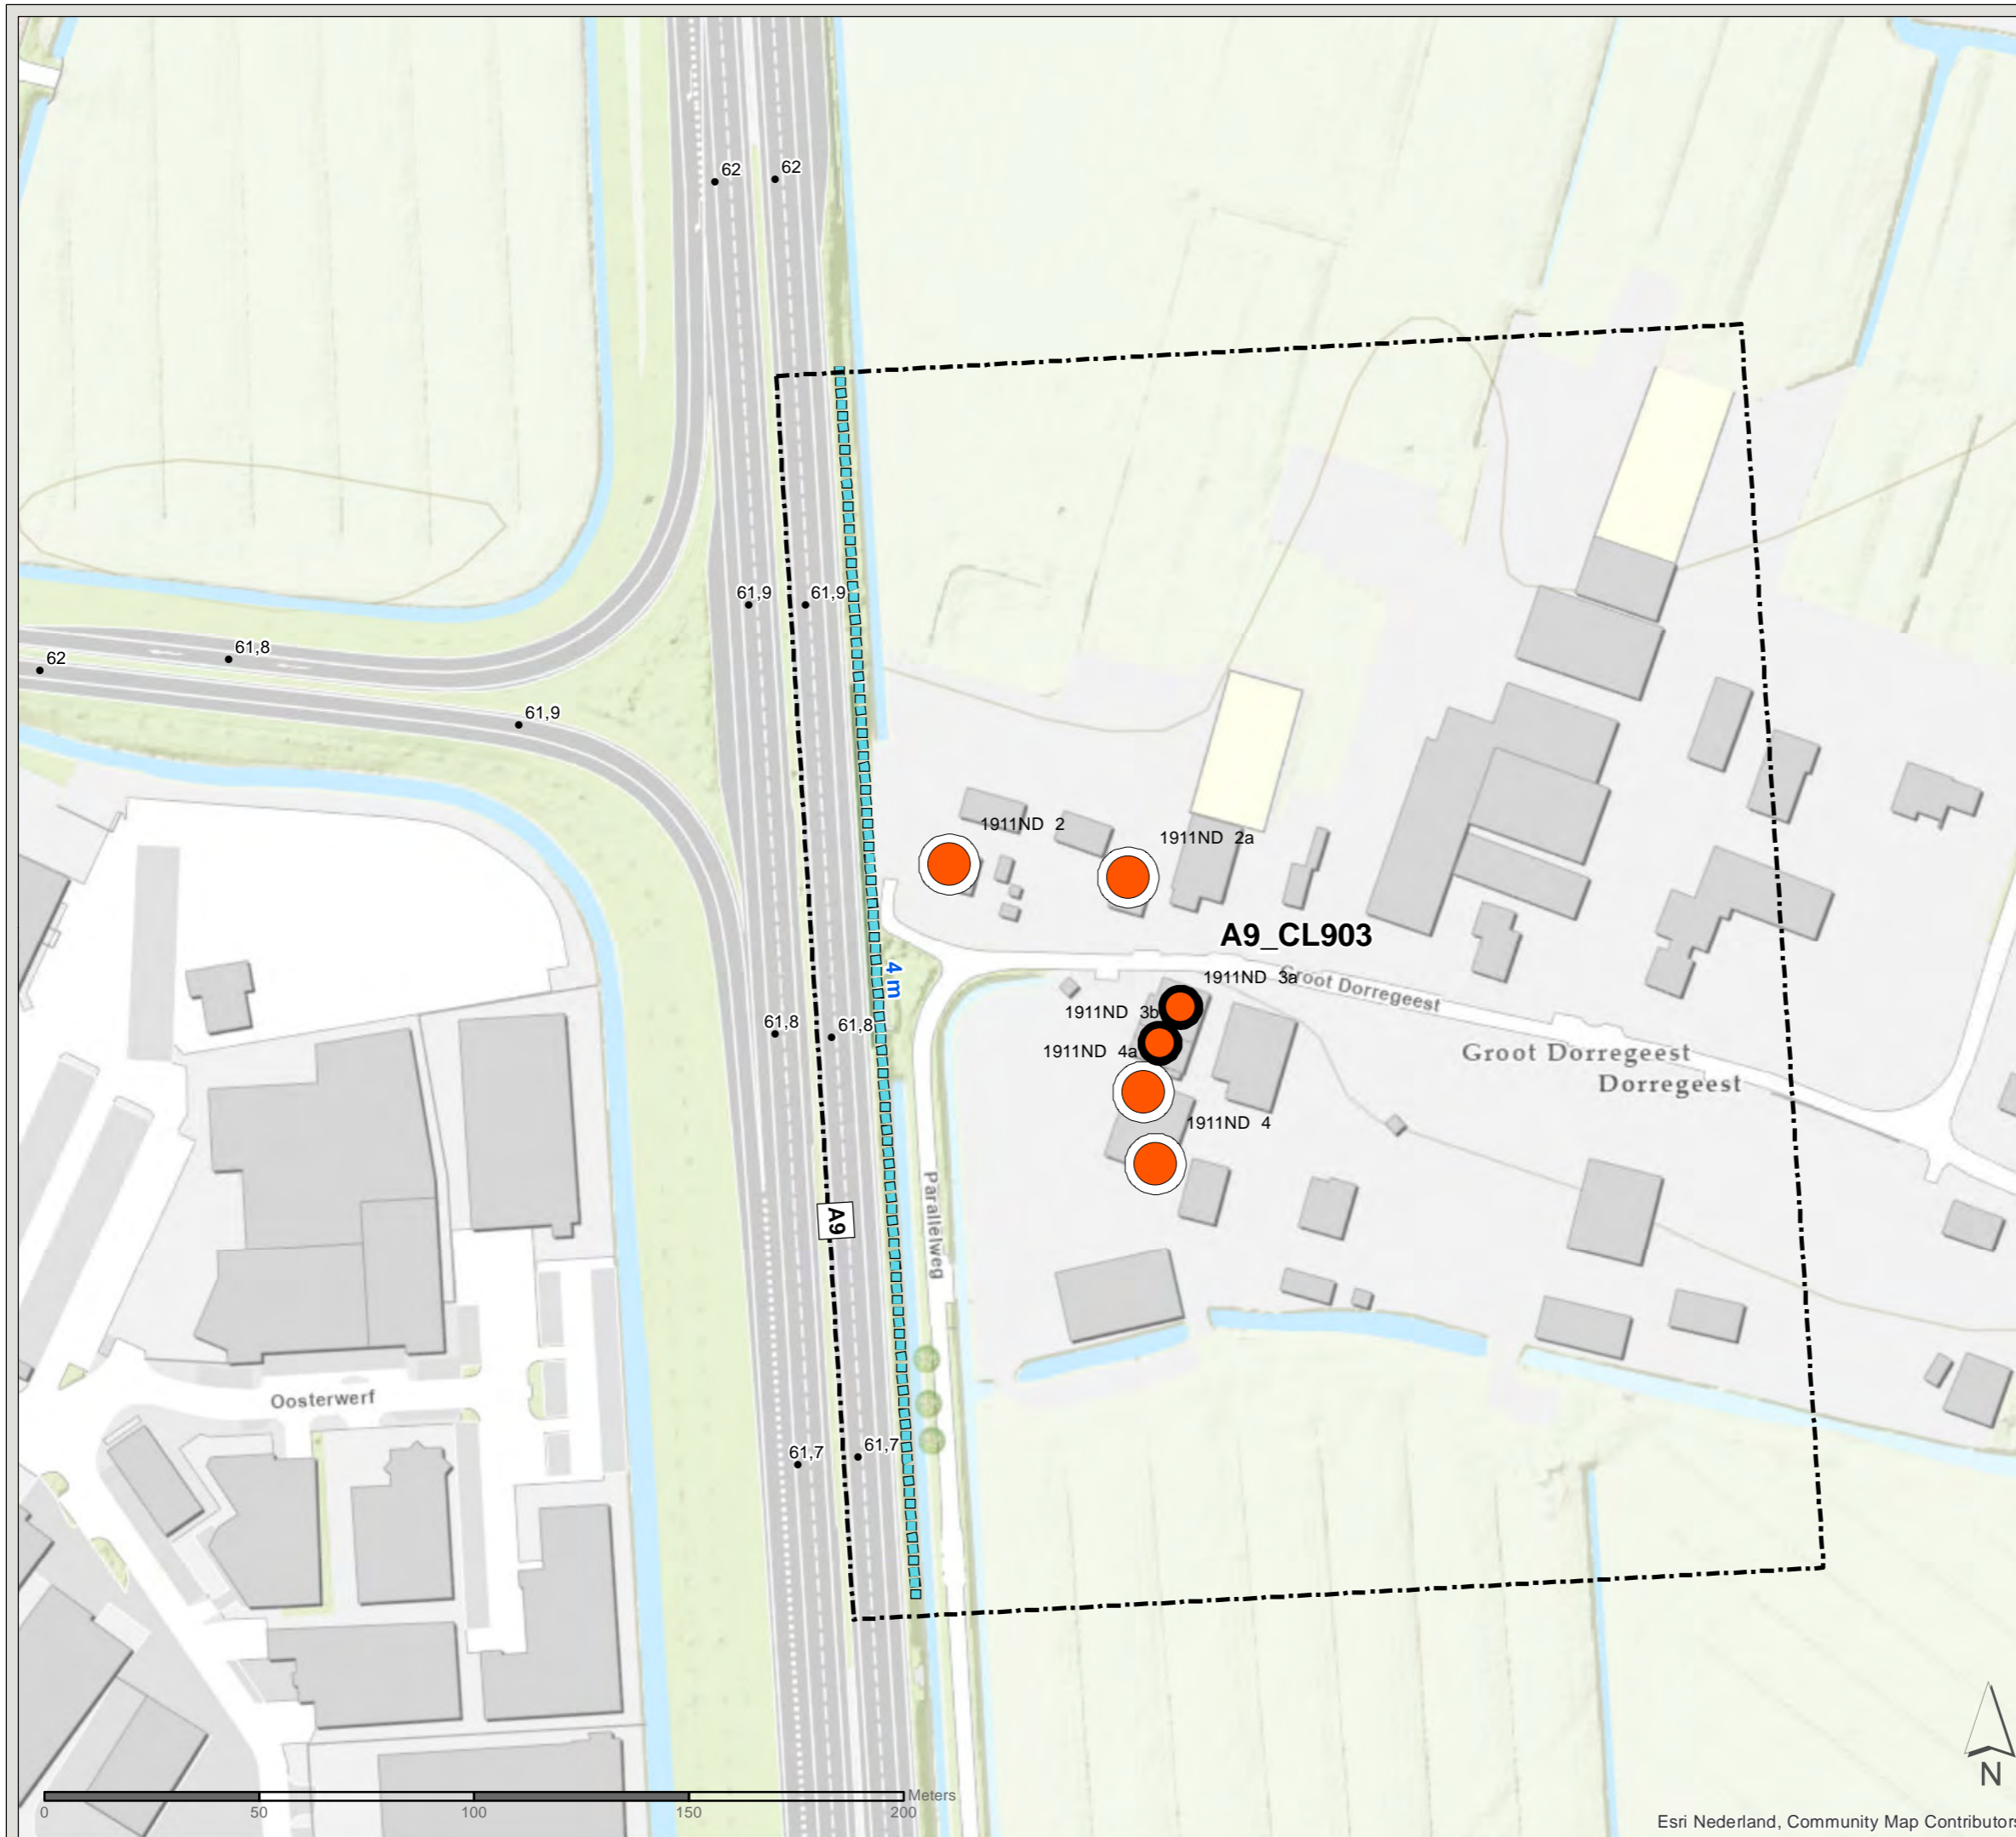 62
62
61,9
61,9
61,8
62
61,9
1911ND 2
1911ND 2a
A9_CL903
4 m
1911ND 3a
Groot Dorregeest
1911ND 3b
61,8
61,8
1911ND 4a
Groot Dorregeest
Dorregeest
1911ND 4
A9
Parallelweg
Oosterwerf
61,7
61,7
N
Meters
0 50 100 150 200
Esri Nederland, Community Map Contributor